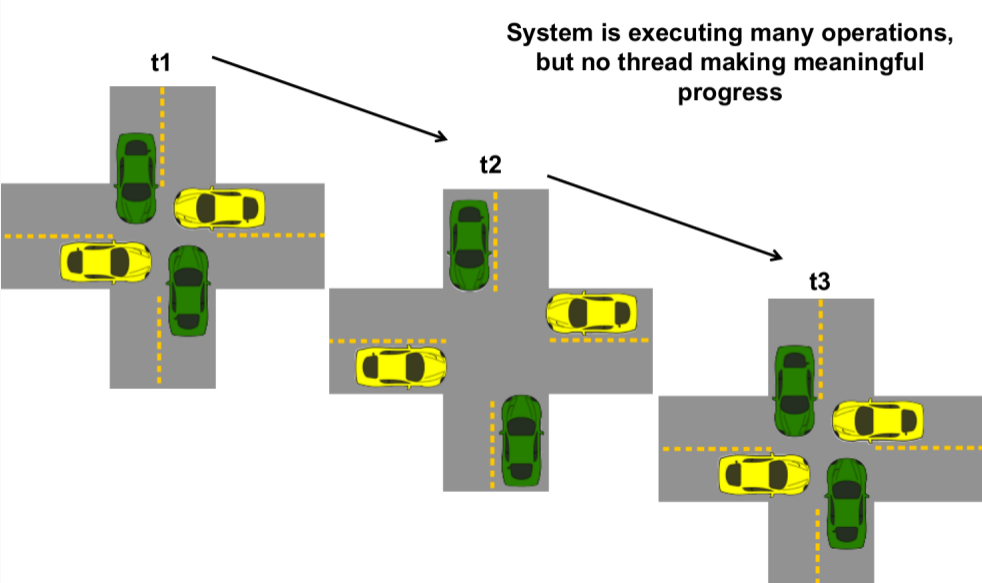 System is executing many operations,
but no thread making meaningful
progress
t1
t2
t3